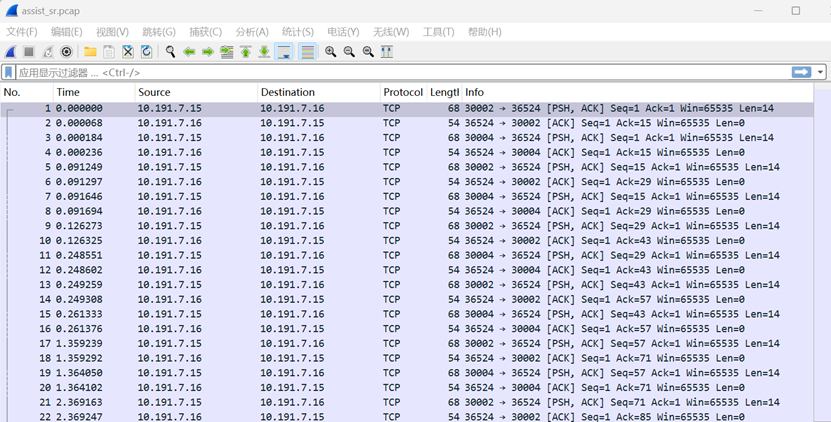 assist_sr.pcap
文件(F) 编辑(E) 视图(V) 跳转(G) 捕获(C) 分析(A) 统计(S) 电话(Y) 无线(W) 工具(T) 帮助(H)
应用显示过滤器 … <Ctrl-/>
No. Time Source Destination Protocol Lengtl Info
1 0.000000 10.191.7.15 10.191.7.16 TCP 68 30002 → 36524 [PSH, ACK] Seq=1 Ack=1 Win=65535 Len=14
2 0.000068 10.191.7.16 10.191.7.15 TCP 54 36524 → 30002 [ACK] Seq=1 Ack=15 Win=65535 Len=0
3 0.000184 10.191.7.15 10.191.7.16 TCP 68 30004 → 36524 [PSH, ACK] Seq=1 Ack=1 Win=65535 Len=14
4 0.000236 10.191.7.16 10.191.7.15 TCP 54 36524 → 30004 [ACK] Seq=1 Ack=15 Win=65535 Len=0
5 0.091249 10.191.7.15 10.191.7.16 TCP 68 30002 → 36524 [PSH, ACK] Seq=15 Ack=1 Win=65535 Len=14
6 0.091297 10.191.7.16 10.191.7.15 TCP 54 36524 → 30002 [ACK] Seq=1 Ack=29 Win=65535 Len=0
7 0.091646 10.191.7.15 10.191.7.16 TCP 68 30004 → 36524 [PSH, ACK] Seq=15 Ack=1 Win=65535 Len=14
8 0.091694 10.191.7.16 10.191.7.15 TCP 54 36524 → 30004 [ACK] Seq=1 Ack=29 Win=65535 Len=0
9 0.126273 10.191.7.15 10.191.7.16 TCP 68 30002 → 36524 [PSH, ACK] Seq=29 Ack=1 Win=65535 Len=14
10 0.126325 10.191.7.16 10.191.7.15 TCP 54 36524 → 30002 [ACK] Seq=1 Ack=43 Win=65535 Len=0
11 0.248551 10.191.7.15 10.191.7.16 TCP 68 30004 → 36524 [PSH, ACK] Seq=29 Ack=1 Win=65535 Len=14
12 0.248602 10.191.7.16 10.191.7.15 TCP 54 36524 → 30004 [ACK] Seq=1 Ack=43 Win=65535 Len=0
13 0.249259 10.191.7.15 10.191.7.16 TCP 68 30002 → 36524 [PSH, ACK] Seq=43 Ack=1 Win=65535 Len=14
14 0.249308 10.191.7.16 10.191.7.15 TCP 54 36524 → 30002 [ACK] Seq=1 Ack=57 Win=65535 Len=0
15 0.261333 10.191.7.15 10.191.7.16 TCP 68 30004 → 36524 [PSH, ACK] Seq=43 Ack=1 Win=65535 Len=14
16 0.261376 10.191.7.16 10.191.7.15 TCP 54 36524 → 30004 [ACK] Seq=1 Ack=57 Win=65535 Len=0
17 1.359239 10.191.7.15 10.191.7.16 TCP 68 30002 → 36524 [PSH, ACK] Seq=57 Ack=1 Win=65535 Len=14
18 1.359292 10.191.7.16 10.191.7.15 TCP 54 36524 → 30002 [ACK] Seq=1 Ack=71 Win=65535 Len=0
19 1.364050 10.191.7.15 10.191.7.16 TCP 68 30004 → 36524 [PSH, ACK] Seq=57 Ack=1 Win=65535 Len=14
20 1.364102 10.191.7.16 10.191.7.15 TCP 54 36524 → 30004 [ACK] Seq=1 Ack=71 Win=65535 Len=0
21 2.369163 10.191.7.15 10.191.7.16 TCP 68 30002 → 36524 [PSH, ACK] Seq=71 Ack=1 Win=65535 Len=14
22 2.369247 10.191.7.16 10.191.7.15 TCP 54 36524 → 30002 [ACK] Seq=1 Ack=85 Win=65535 Len=0